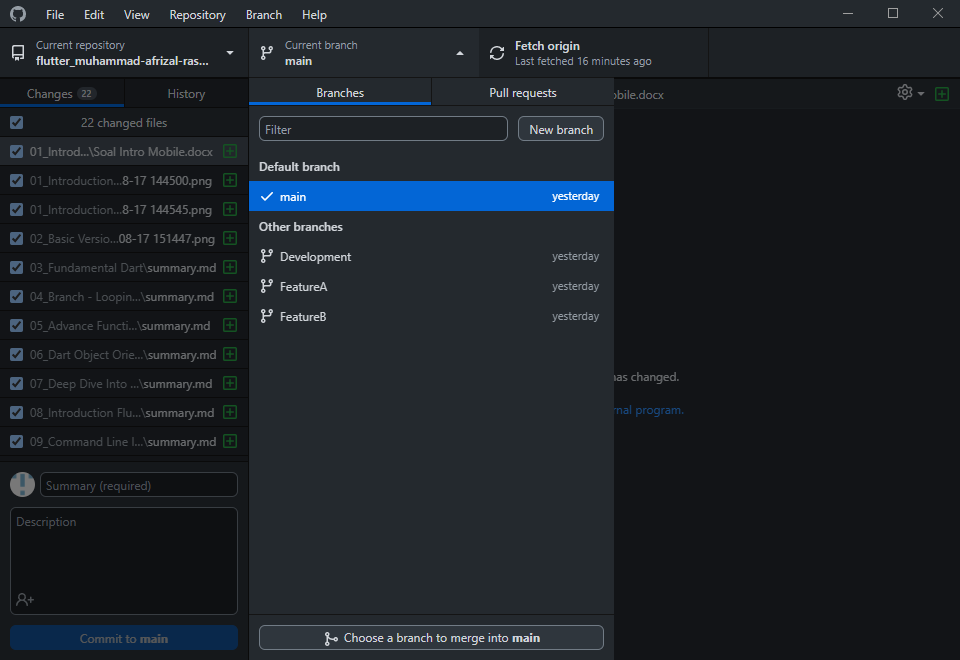 File Edit View Repository Branch Help
Current repository
flutter_muhammad-afrizal-ras...
Current branch
main
Fetch origin
Last fetched 16 minutes ago
Changes 22
History
22 changed files
01_Introd...\Soal Intro Mobile.docx
01_Introduction...8-17 144500.png
01_Introduction...8-17 144545.png
02_Basic Versio...08-17 151447.png
03_Fundamental Dart\summary.md
04_Branch - Loopin...\summary.md
05_Advance Functi...\summary.md
06_Dart Object Orie...\summary.md
07_Deep Dive Into ...\summary.md
08_Introduction Flu...\summary.md
09_Command Line I...\summary.md
Summary (required)
Description
Commit to main
Branches
Pull requests
Filter
New branch
Default branch
main yesterday
Other branches
Development yesterday
FeatureA yesterday
FeatureB yesterday
Choose a branch to merge into main
obile.docx
has changed.
rnal program.